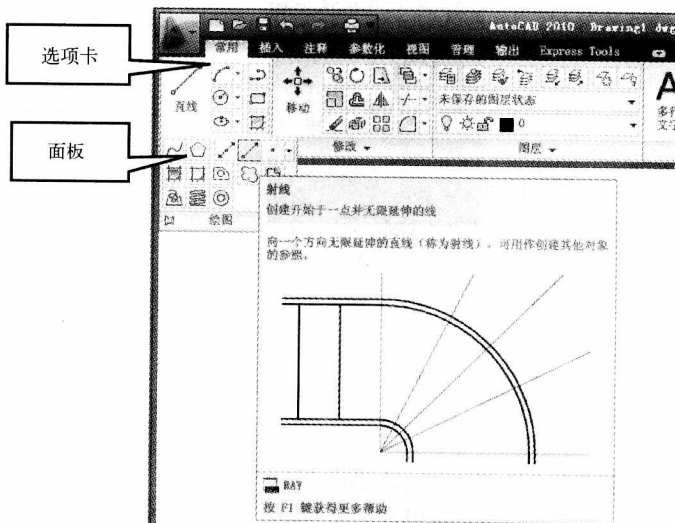 AutoCAD 2010 Drawing1 dwg
选项卡
常用 插入 注释 参数化 视图 管理 输出 Express Tools
直线
移动
未保存的图层状态
0
多行
文字
面板
修改
图层
绘图
射线
创建开始于一点并无限延伸的线
向一个方向无限延伸的直线(称为射线),可用作创建其他对象
的参照。
RAY
按 F1 键获得更多帮助